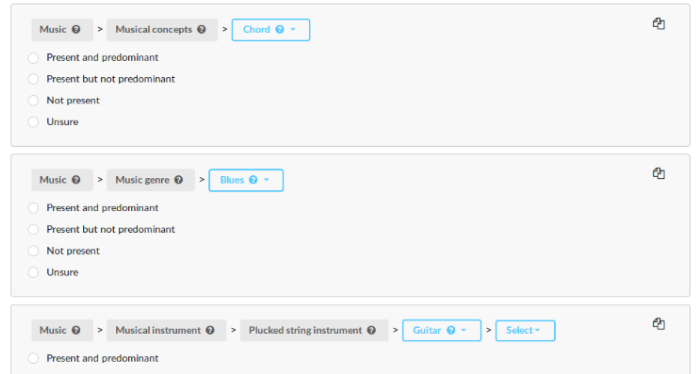 Music > Musical concepts > Chord
Present and predominant
Present but not predominant
Not present
Unsure
Music > Music genre > Blues
Present and predominant
Present but not predominant
Not present
Unsure
Music > Musical instrument > Plucked string instrument > Guitar > Select
Present and predominant